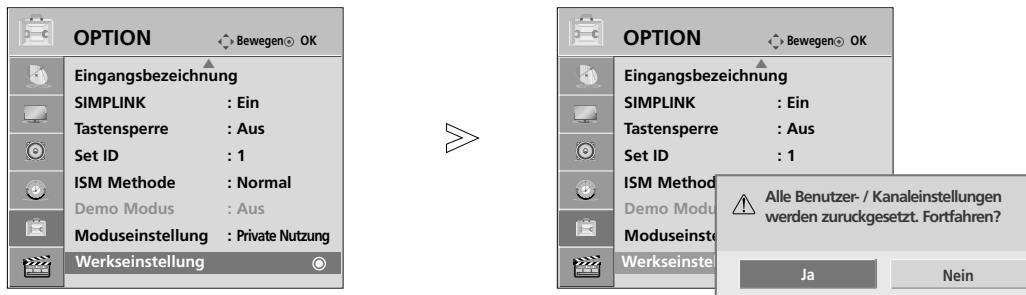 OPTION
Bewegen OK
Eingangsbezeichnung
SIMPLINK : Ein
Tastensperre : Aus
Set ID : 1
ISM Methode : Normal
Demo Modus : Aus
Moduseinstellung : Private Nutzung
Werkseinstellung
OPTION
Bewegen OK
Eingangsbezeichnung
SIMPLINK : Ein
Tastensperre : Aus
Set ID : 1
ISM Method
Demo Modu
Moduseinste
Werkseinstel
Alle Benutzer- / Kanaleinstellungen
werden zuruckgesetzt. Fortfahren?
Ja Nein